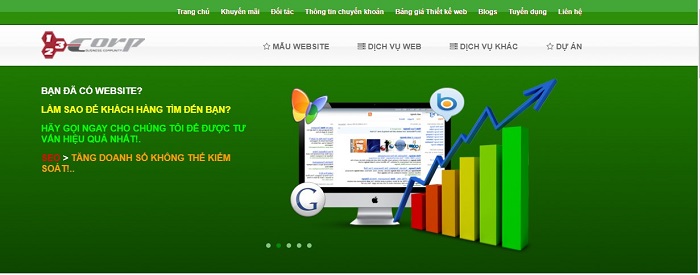 Trang chủ Khuyến mãi Đối tác Thông tin chuyển khoản Bảng giá Thiết kế web Blogs Tuyển dụng Liên hệ
123 CORP
BUSINESS COMMUNITY
MẪU WEBSITE DỊCH VỤ WEB DỊCH VỤ KHÁC DỰ ÁN
BẠN ĐÃ CÓ WEBSITE?
LÀM SAO ĐỂ KHÁCH HÀNG TÌM ĐẾN BẠN?
HÃY GỌI NGAY CHO CHÚNG TÔI ĐỂ ĐƯỢC TƯ
VẤN HIỆU QUẢ NHẤT!.
SEO > TĂNG DOANH SỐ KHÔNG THỂ KIỂM
SOÁT!..
b
G